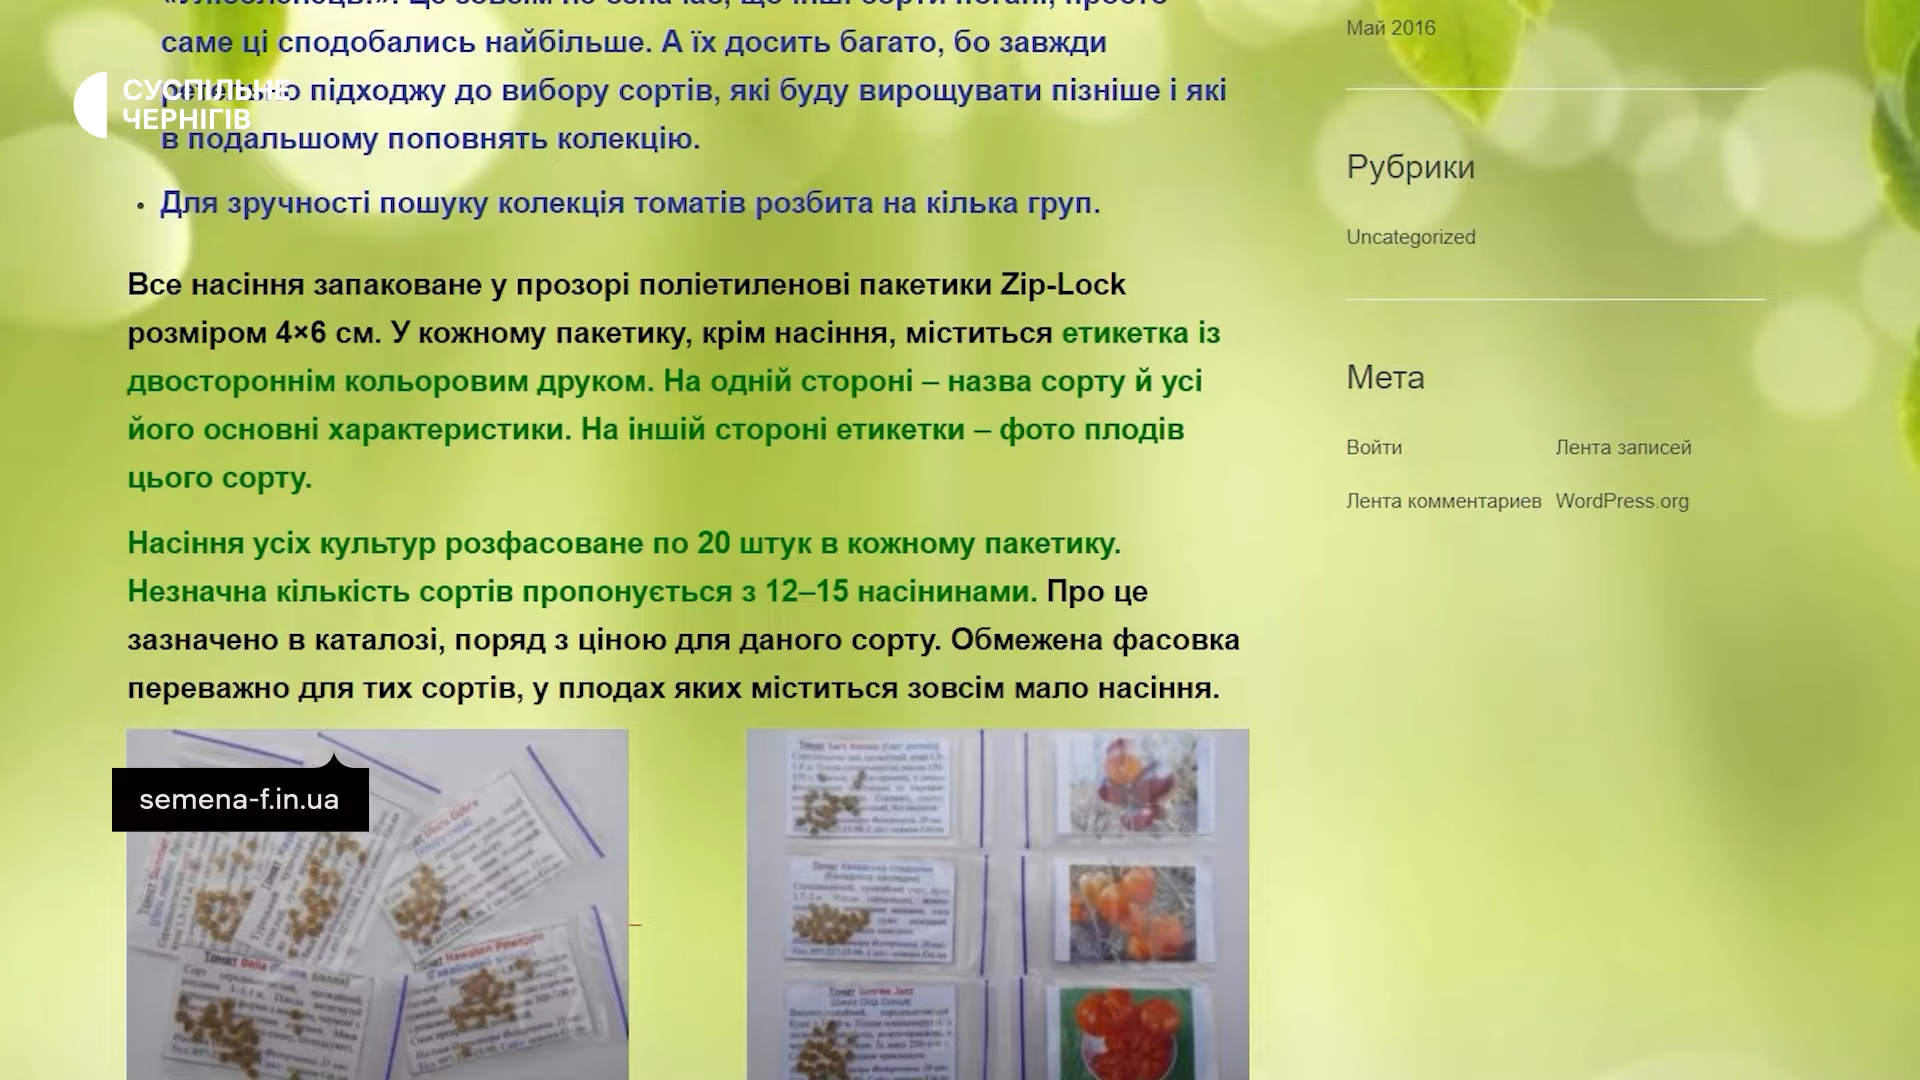 саме ці сподобались найбільше. А їх досить багато, бо завжди
підходжу до вибору сортів, які буду вирощувати пізніше і які
в подальшому поповнять колекцію.
СУСПІЛЬНЕ
ЧЕРНІГІВ
• Для зручності пошуку колекція томатів розбита на кілька груп.
Все насіння запаковане у прозорі поліетиленові пакетики Zip-Lock
розміром 4×6 см. У кожному пакетику, крім насіння, міститься етикетка із
двостороннім кольоровим друком. На одній стороні – назва сорту й усі
його основні характеристики. На іншій стороні етикетки – фото плодів
цього сорту.
Насіння усіх культур розфасоване по 20 штук в кожному пакетику.
Незначна кількість сортів пропонується з 12–15 насінинами. Про це
зазначено в каталозі, поряд з ціною для даного сорту. Обмежена фасовка
переважно для тих сортів, у плодах яких міститься зовсім мало насіння.
semena-f.in.ua
Томат Hawaiian Pineapple
Май 2016
Рубрики
Uncategorized
Мета
Войти
Лента записей
Лента комментариев
WordPress.org